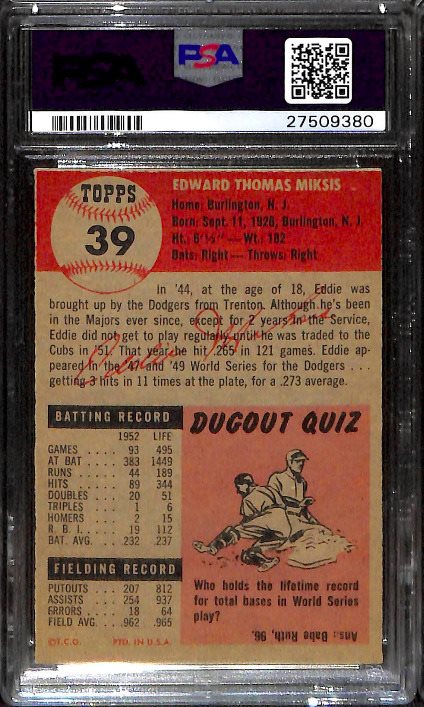 PSA
PSA
27509380
TOPPS
39
EDWARD THOMAS MIKSIS
Home: Burlington, N. J.
Born: Sept. 11, 1926, Burlington, N. J.
Ht.: 6'½"—Wt.: 182
Bats: Right—Throws: Right
In '44, at the age of 18, Eddie was
brought up by the Dodgers from Trenton. Although he's been
in the Majors ever since, except for 2 years in the Service,
Eddie did not get to play regularly until he was traded to the
Cubs in '51. That year he hit .265 in 121 games. Eddie ap-
peared in the '47 and '49 World Series for the Dodgers . . .
getting 3 hits in 11 times at the plate, for a .273 average.
Eddie Miksis
BATTING RECORD
1952 LIFE
GAMES 93 495
AT BAT 383 1449
RUNS 44 189
HITS 89 344
DOUBLES 20 51
TRIPLES 1 6
HOMERS 2 15
R. B. I. 19 112
BAT. AVG. .232 .237
FIELDING RECORD
PUTOUTS 207 812
ASSISTS 254 937
ERRORS 18 64
FIELD AVG. .962 .965
©T.C.G. PTD. IN U.S.A.
DUGOUT QUIZ
Who holds the lifetime record
for total bases in World Series
play?
Ans.: Babe Ruth, 96.